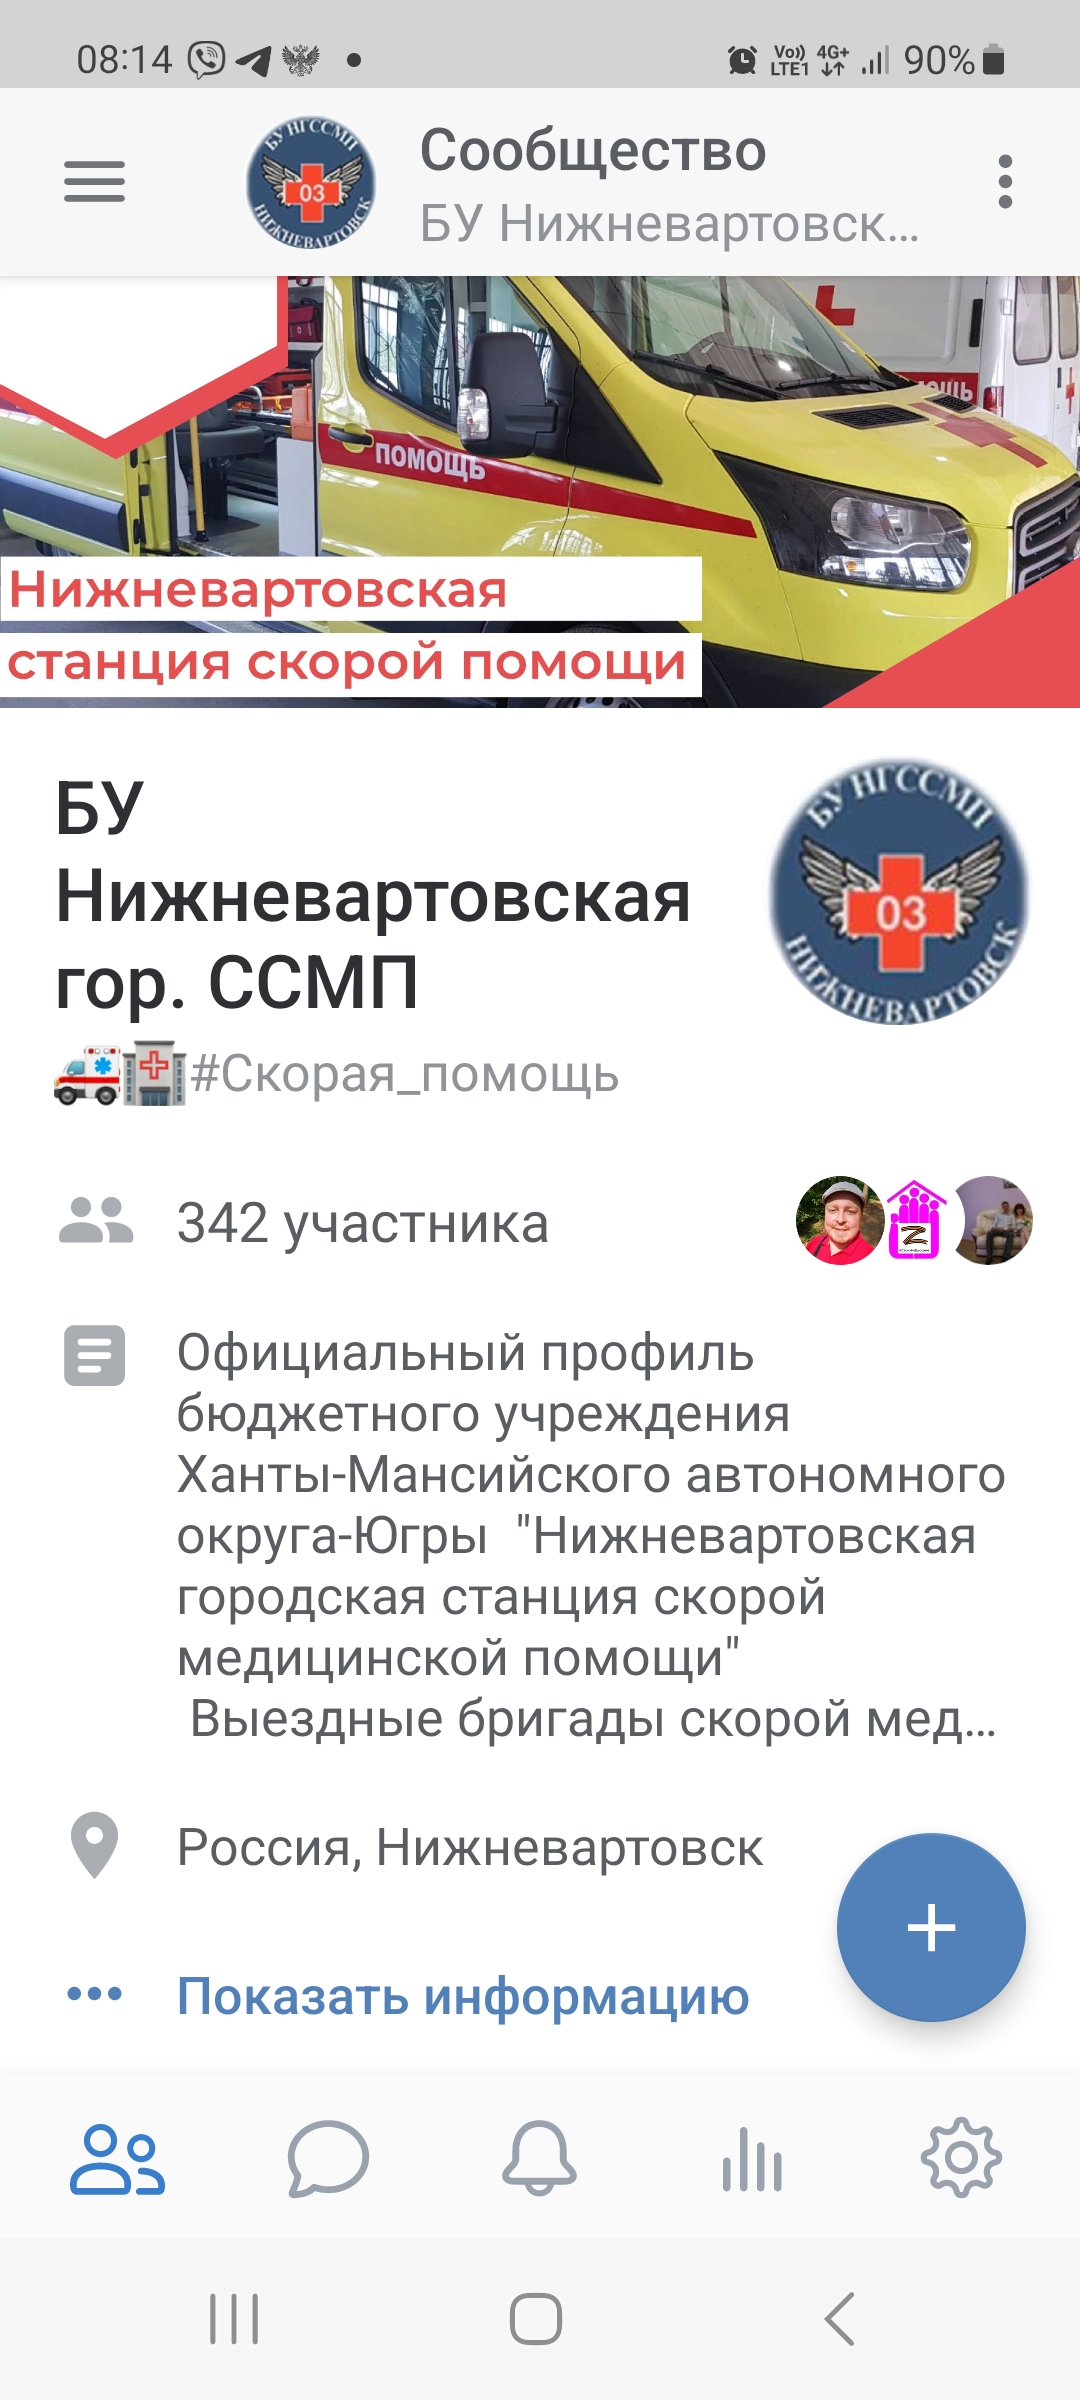 08:14
Vo))
LTE1
4G+
90%
БУ НГССМП
03
НИЖНЕВАРТОВСК
Сообщество
БУ Нижневартовск...
ПОМОЩЬ
Нижневартовская
станция скорой помощи
БУ
Нижневартовская
гор. ССМП
БУ НГССМП
03
НИЖНЕВАРТОВСК
#Скорая_помощь
342 участника
Z
Официальный профиль
бюджетного учреждения
Ханты-Мансийского автономного
округа-Югры  "Нижневартовская
городская станция скорой
медицинской помощи"
Выездные бригады скорой мед...
Россия, Нижневартовск
Показать информацию